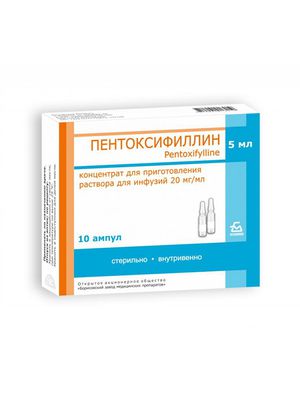 ПЕНТОКСИФИЛЛИН
Pentoxifylline
5 мл
концентрат для приготовления
раствора для инфузий 20 мг/мл
10 ампул
стерильно • внутривенно
Открытое акционерное общество
«Борисовский завод медицинских препаратов»